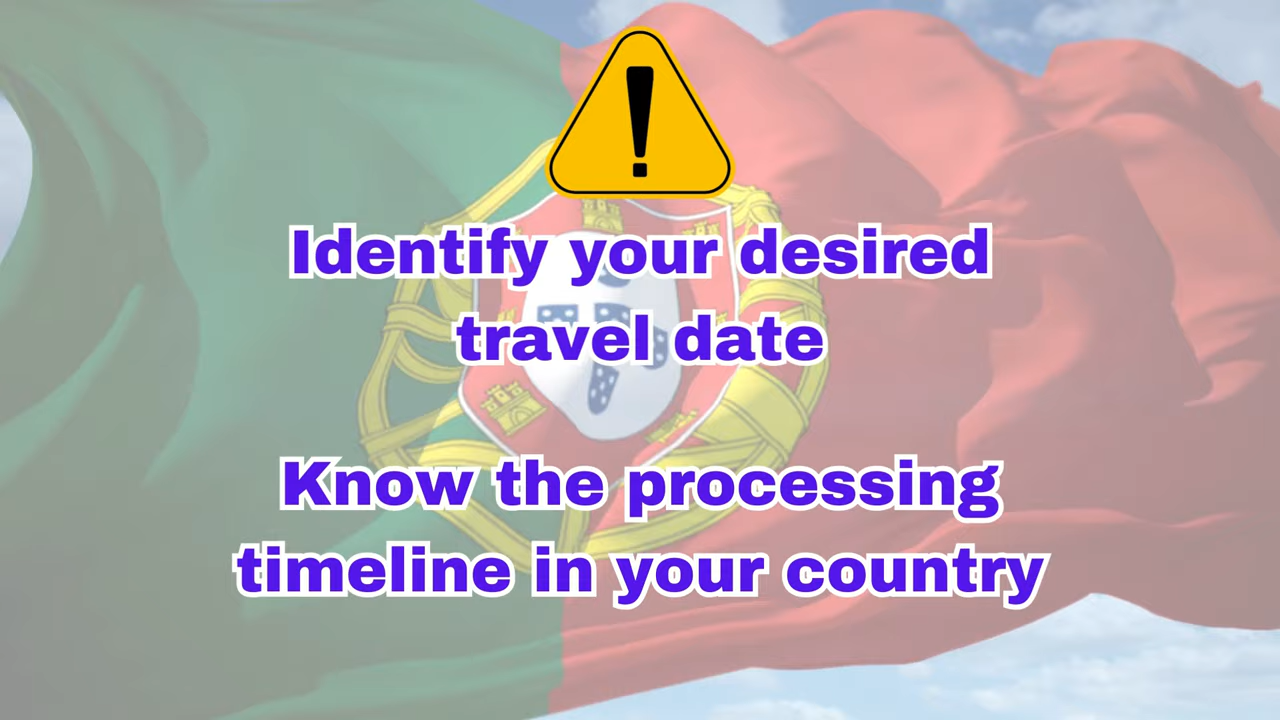 Identify your desired
travel date
Know the processing
timeline in your country